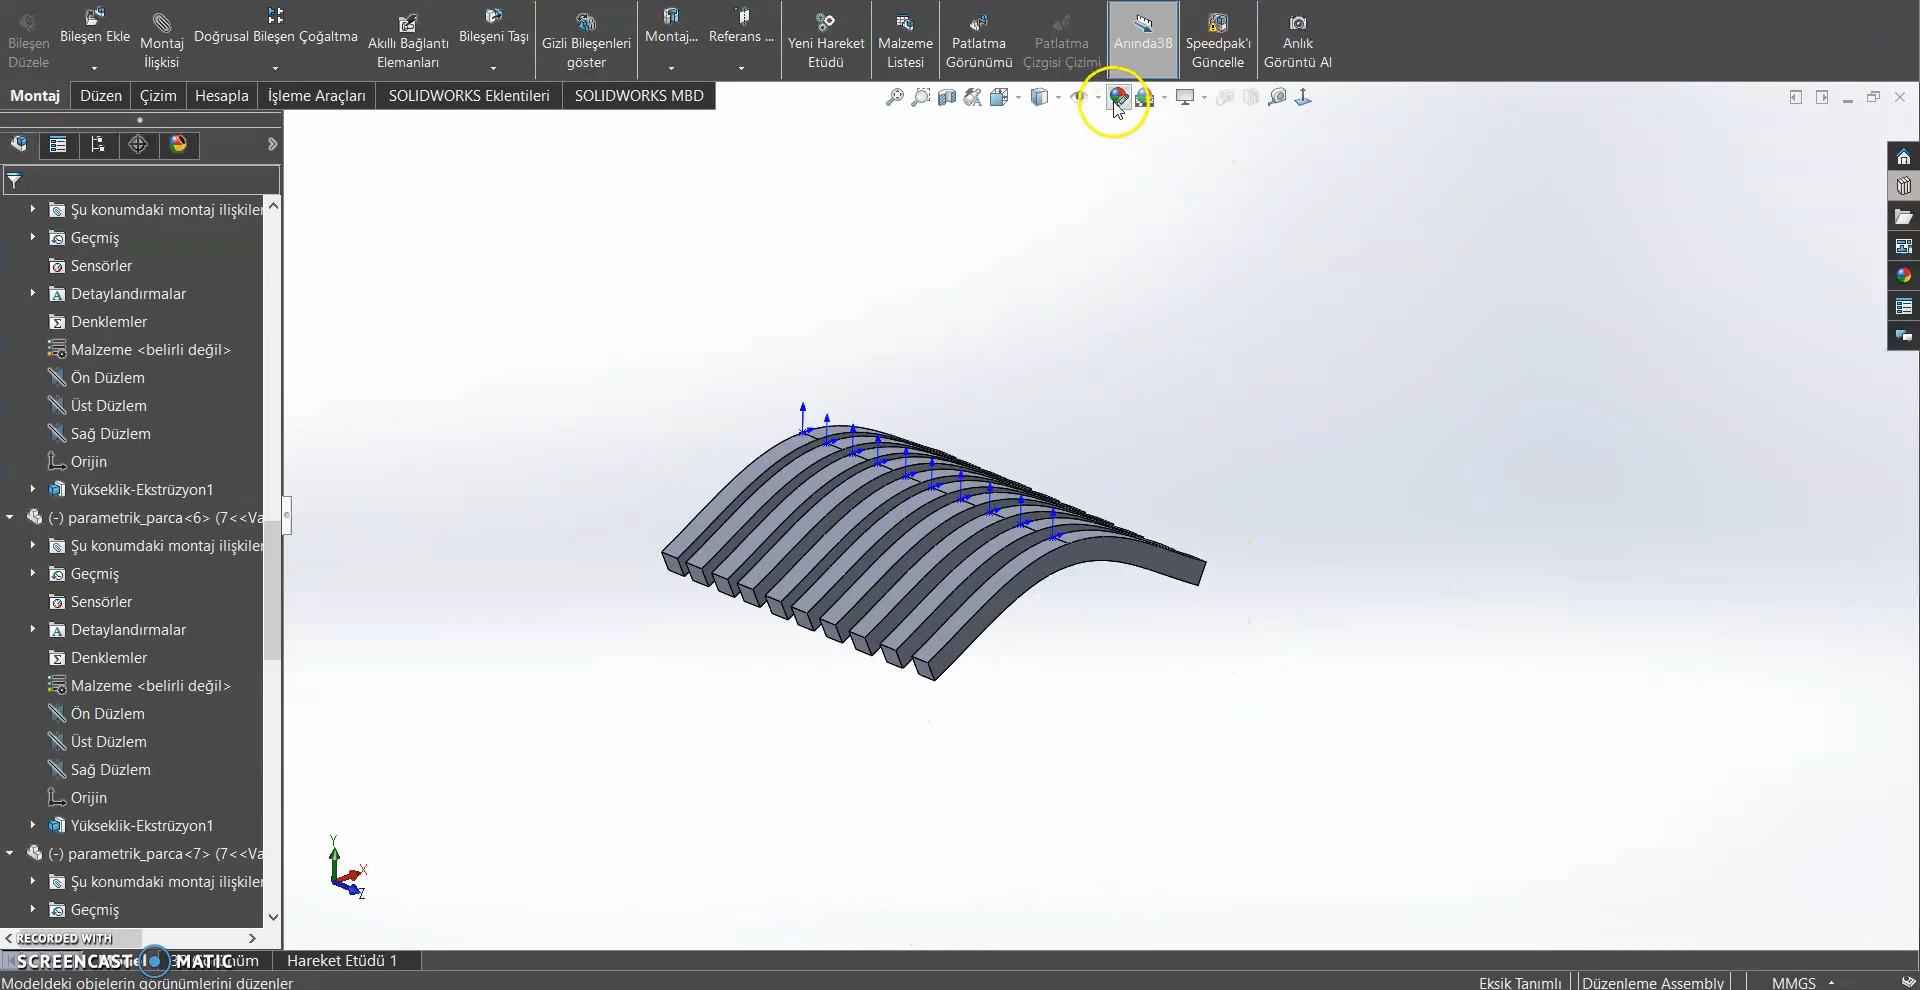 Bileşen Düzele
Bileşen Ekle
Montaj İlişkisi
Doğrusal Bileşen Çoğaltma
Akıllı Bağlantı Elemanları
Bileşeni Taşı
Gizli Bileşenleri göster
Montaj...
Referans ...
Yeni Hareket Etüdü
Malzeme Listesi
Patlatma Görünümü
Patlatma Çizgisi Çizimi
Anında3B
Speedpak'ı Güncelle
Anlık Görüntü Al
Montaj
Düzen
Çizim
Hesapla
İşleme Araçları
SOLIDWORKS Eklentileri
SOLIDWORKS MBD
Şu konumdaki montaj ilişkiler
Geçmiş
Sensörler
Detaylandırmalar
Denklemler
Malzeme <belirli değil>
Ön Düzlem
Üst Düzlem
Sağ Düzlem
Orijin
Yükseklik-Ekstrüzyon1
(-) parametrik_parca<6> (7<<Va
Şu konumdaki montaj ilişkiler
Geçmiş
Sensörler
Detaylandırmalar
Denklemler
Malzeme <belirli değil>
Ön Düzlem
Üst Düzlem
Sağ Düzlem
Orijin
Yükseklik-Ekstrüzyon1
(-) parametrik_parca<7> (7<<Va
Şu konumdaki montaj ilişkiler
Geçmiş
Y
X
Z
RECORDED WITH
SCREENCAST MATIC
Hareket Etüdü 1
Modeldeki objelerin görünümlerini düzenler
Eksik Tanımlı
Düzenleme Assembly
MMGS